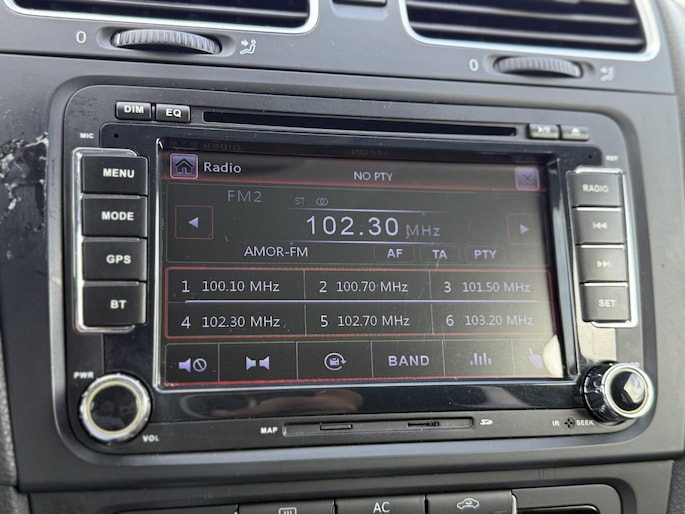 0
0
DIM EQ
MIC
MENU
MODE
GPS
BT
PWR
VOL
Radio
NO PTY
FM2 ST
102.30 MHz
AMOR-FM AF TA PTY
1 100.10 MHz 2 100.70 MHz 3 101.50 MHz
4 102.30 MHz 5 102.70 MHz 6 103.20 MHz
BAND
RADIO
SET
MAP
IR SEEK
AC